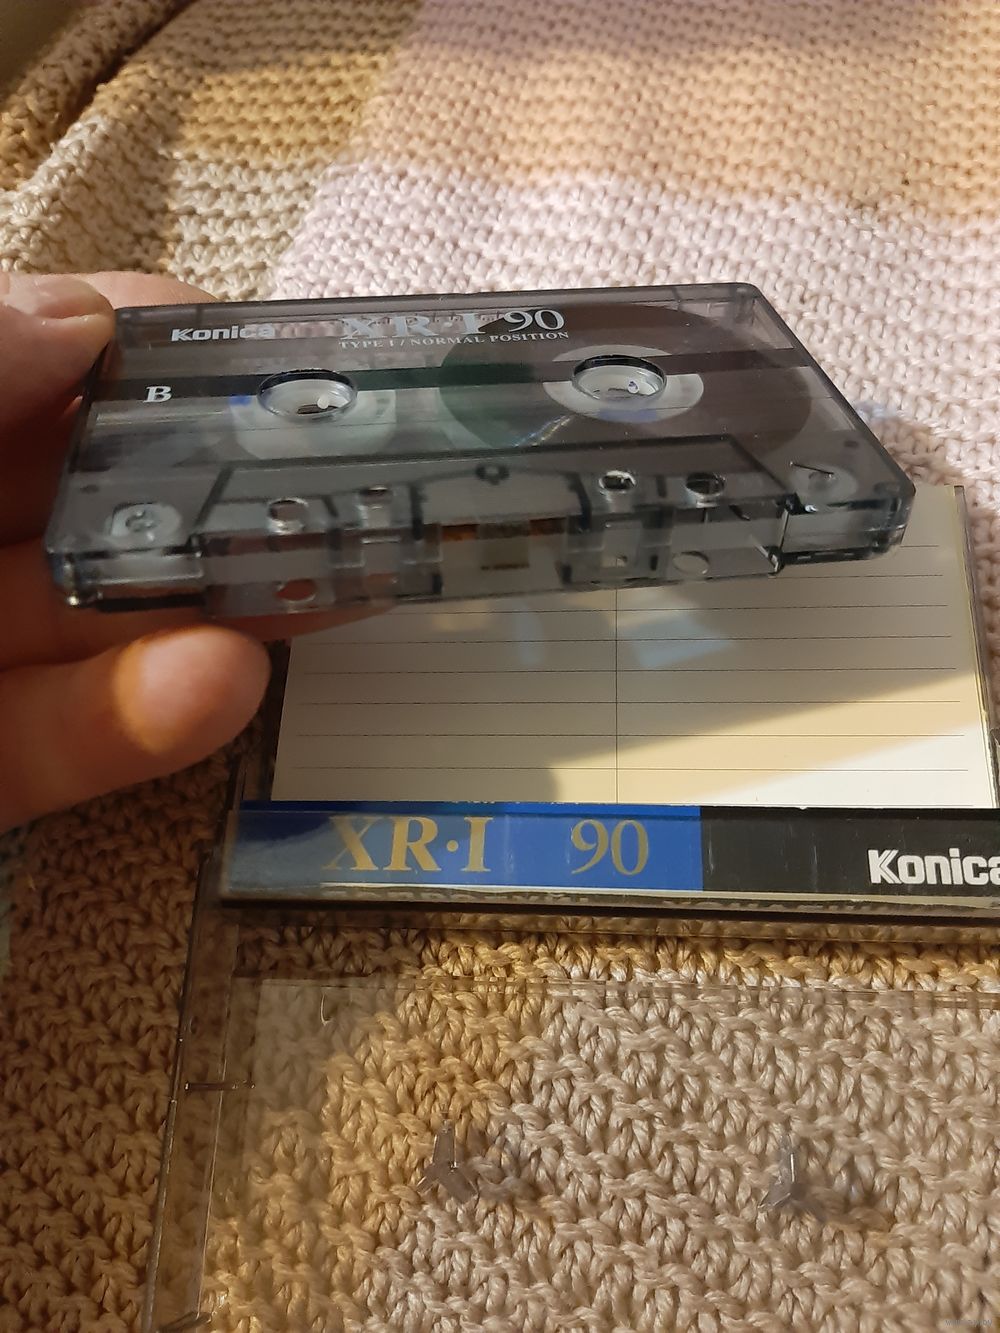 Konica XR·I 90
TYPE I / NORMAL POSITION
B
XR·I 90 Konica